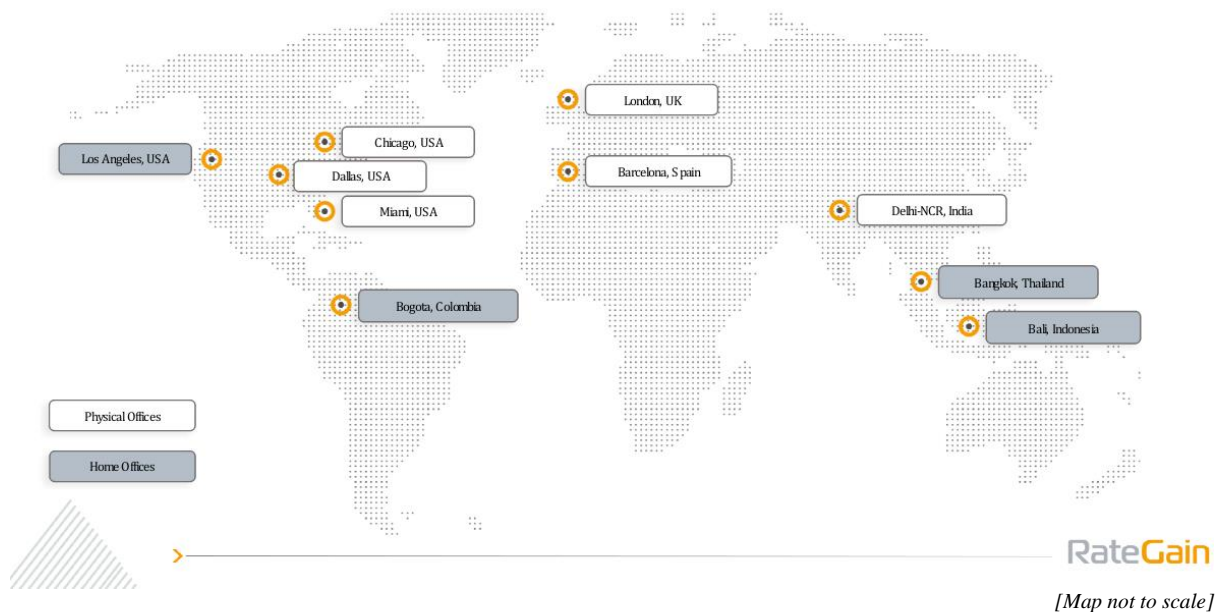 London, UK
Chicago, USA
Los Angeles, USA
Dallas, USA
Barcelona, Spain
Miami, USA
Delhi-NCR, India
Bangkok, Thailand
Bogota, Colombia
Bali, Indonesia
Physical Offices
Home Offices
RateGain
[Map not to scale]